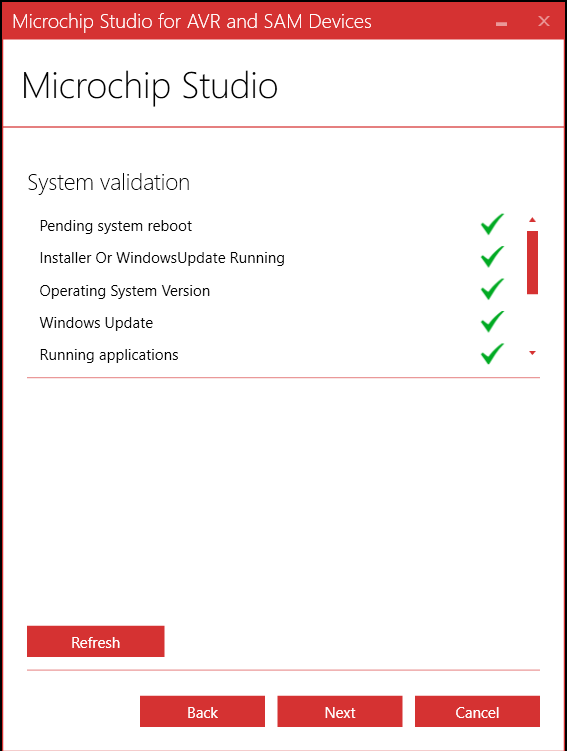 Microchip Studio for AVR and SAM Devices
Microchip Studio
System validation
Pending system reboot
Installer Or WindowsUpdate Running
Operating System Version
Windows Update
Running applications
Refresh
Back Next Cancel